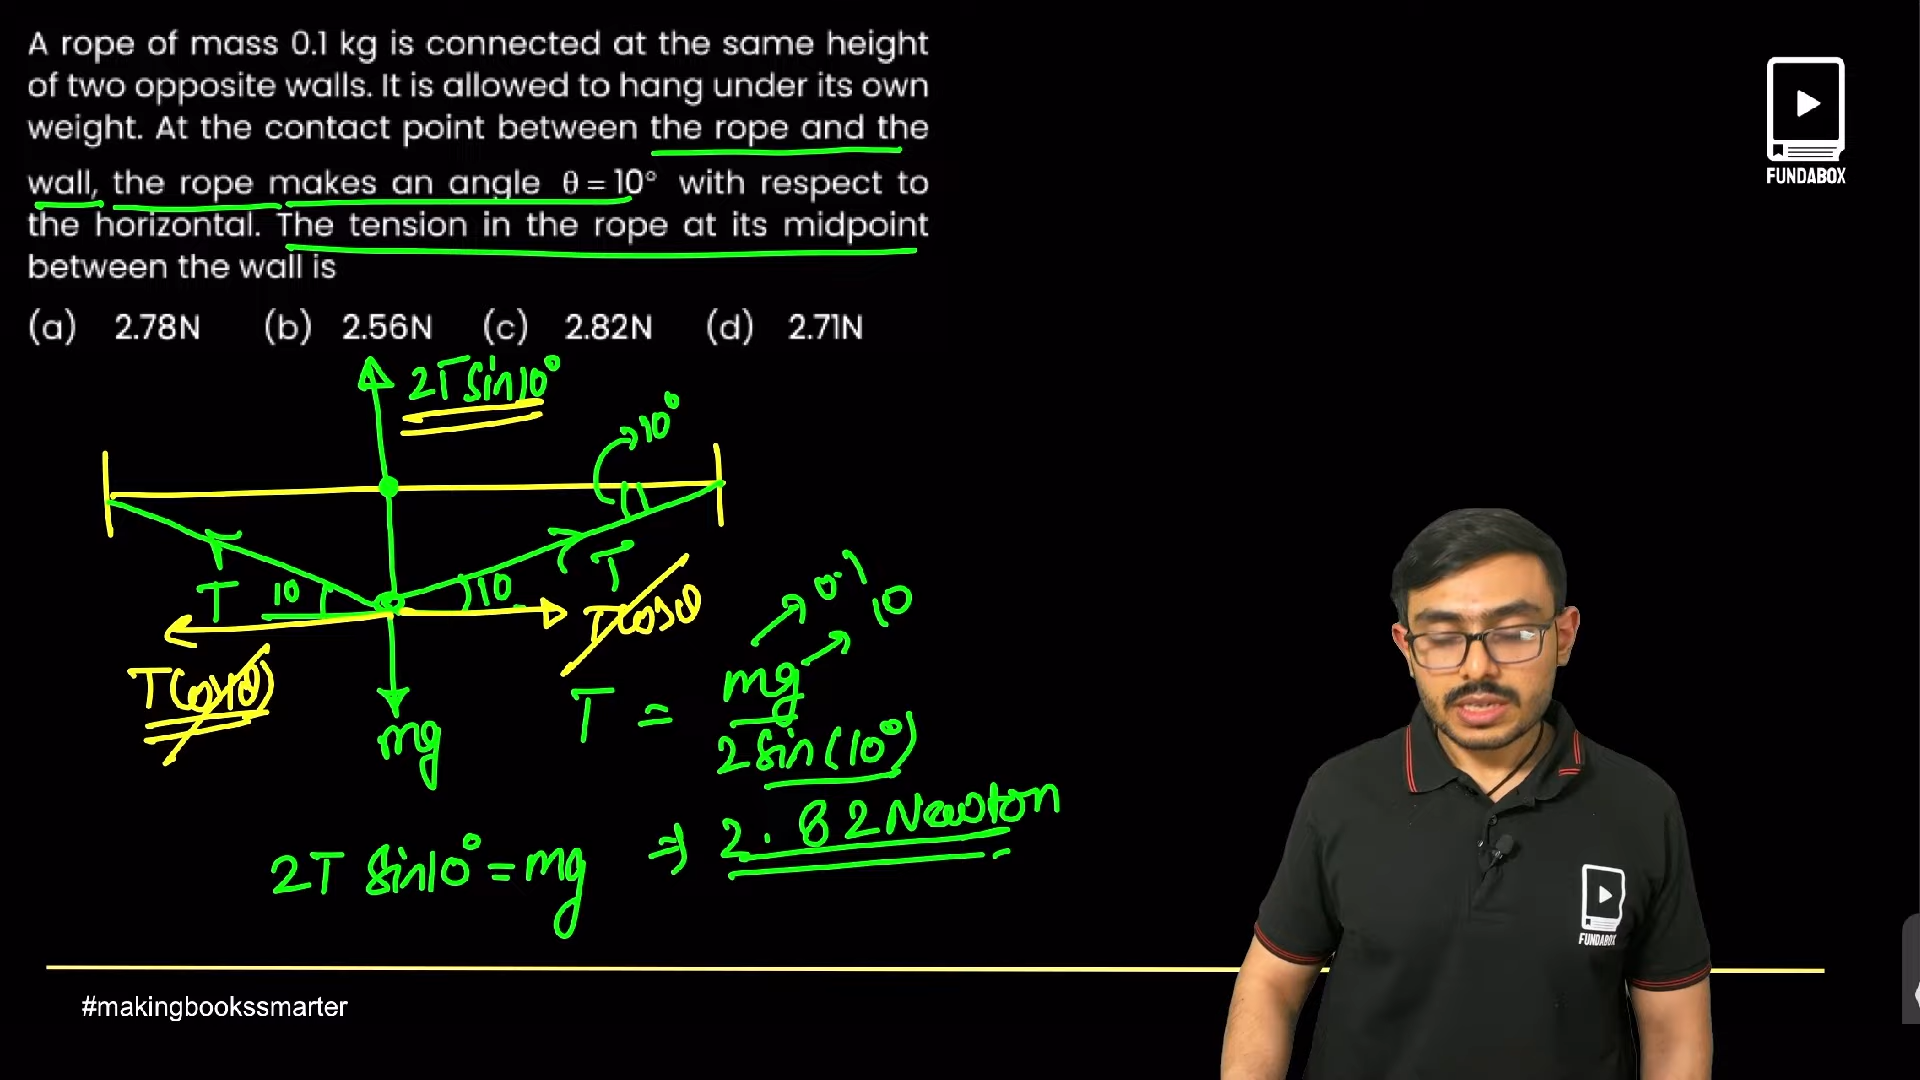 A rope of mass 0.1 kg is connected at the same height
of two opposite walls. It is allowed to hang under its own
weight. At the contact point between the rope and the
wall, the rope makes an angle θ = 10° with respect to
the horizontal. The tension in the rope at its midpoint
between the wall is
(a) 2.78N (b) 2.56N (c) 2.82N (d) 2.71N
FUNDABOX
2T sin10°
10°
T 10 10 T
Tcosθ
mg
T = mg / 2 sin(10°)
0.1
10
2T sin10° = mg ⇒ 2.82 Newton
FUNDABOX
#makingbookssmarter